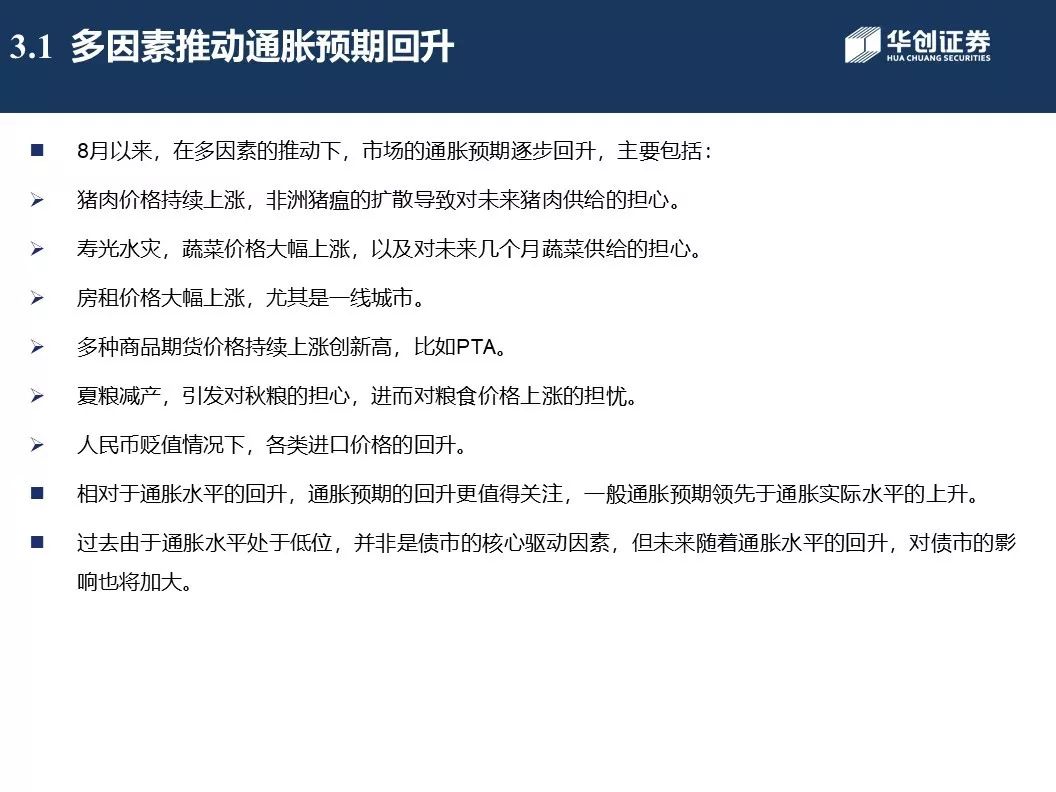 3.1 多因素推动通胀预期回升
华创证券
HUA CHUANG SECURITIES
8月以来，在多因素的推动下，市场的通胀预期逐步回升，主要包括：
猪肉价格持续上涨，非洲猪瘟的扩散导致对未来猪肉供给的担心。
寿光水灾，蔬菜价格大幅上涨，以及对未来几个月蔬菜供给的担心。
房租价格大幅上涨，尤其是一线城市。
多种商品期货价格持续上涨创新高，比如PTA。
夏粮减产，引发对秋粮的担心，进而对粮食价格上涨的担忧。
人民币贬值情况下，各类进口价格的回升。
相对于通胀水平的回升，通胀预期的回升更值得关注，一般通胀预期领先于通胀实际水平的上升。
过去由于通胀水平处于低位，并非是债市的核心驱动因素，但未来随着通胀水平的回升，对债市的影
响也将加大。